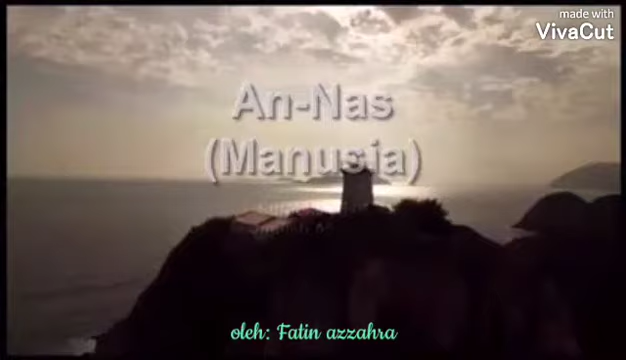 made with
VivaCut
An-Nas
(Manusia)
oleh: Fatin azzahra